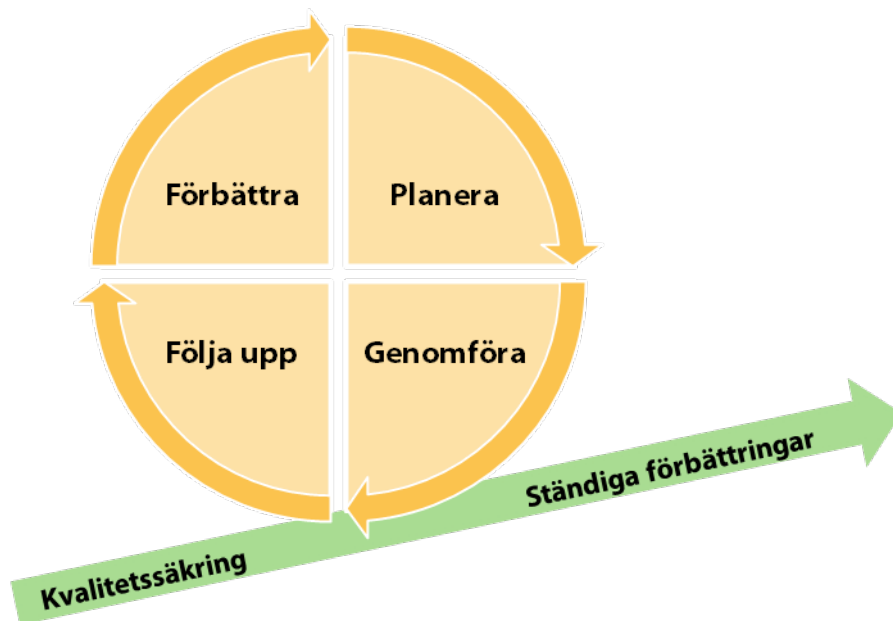 Förbättra
Planera
Följa upp
Genomföra
Kvalitetssäkring
Ständiga förbättringar